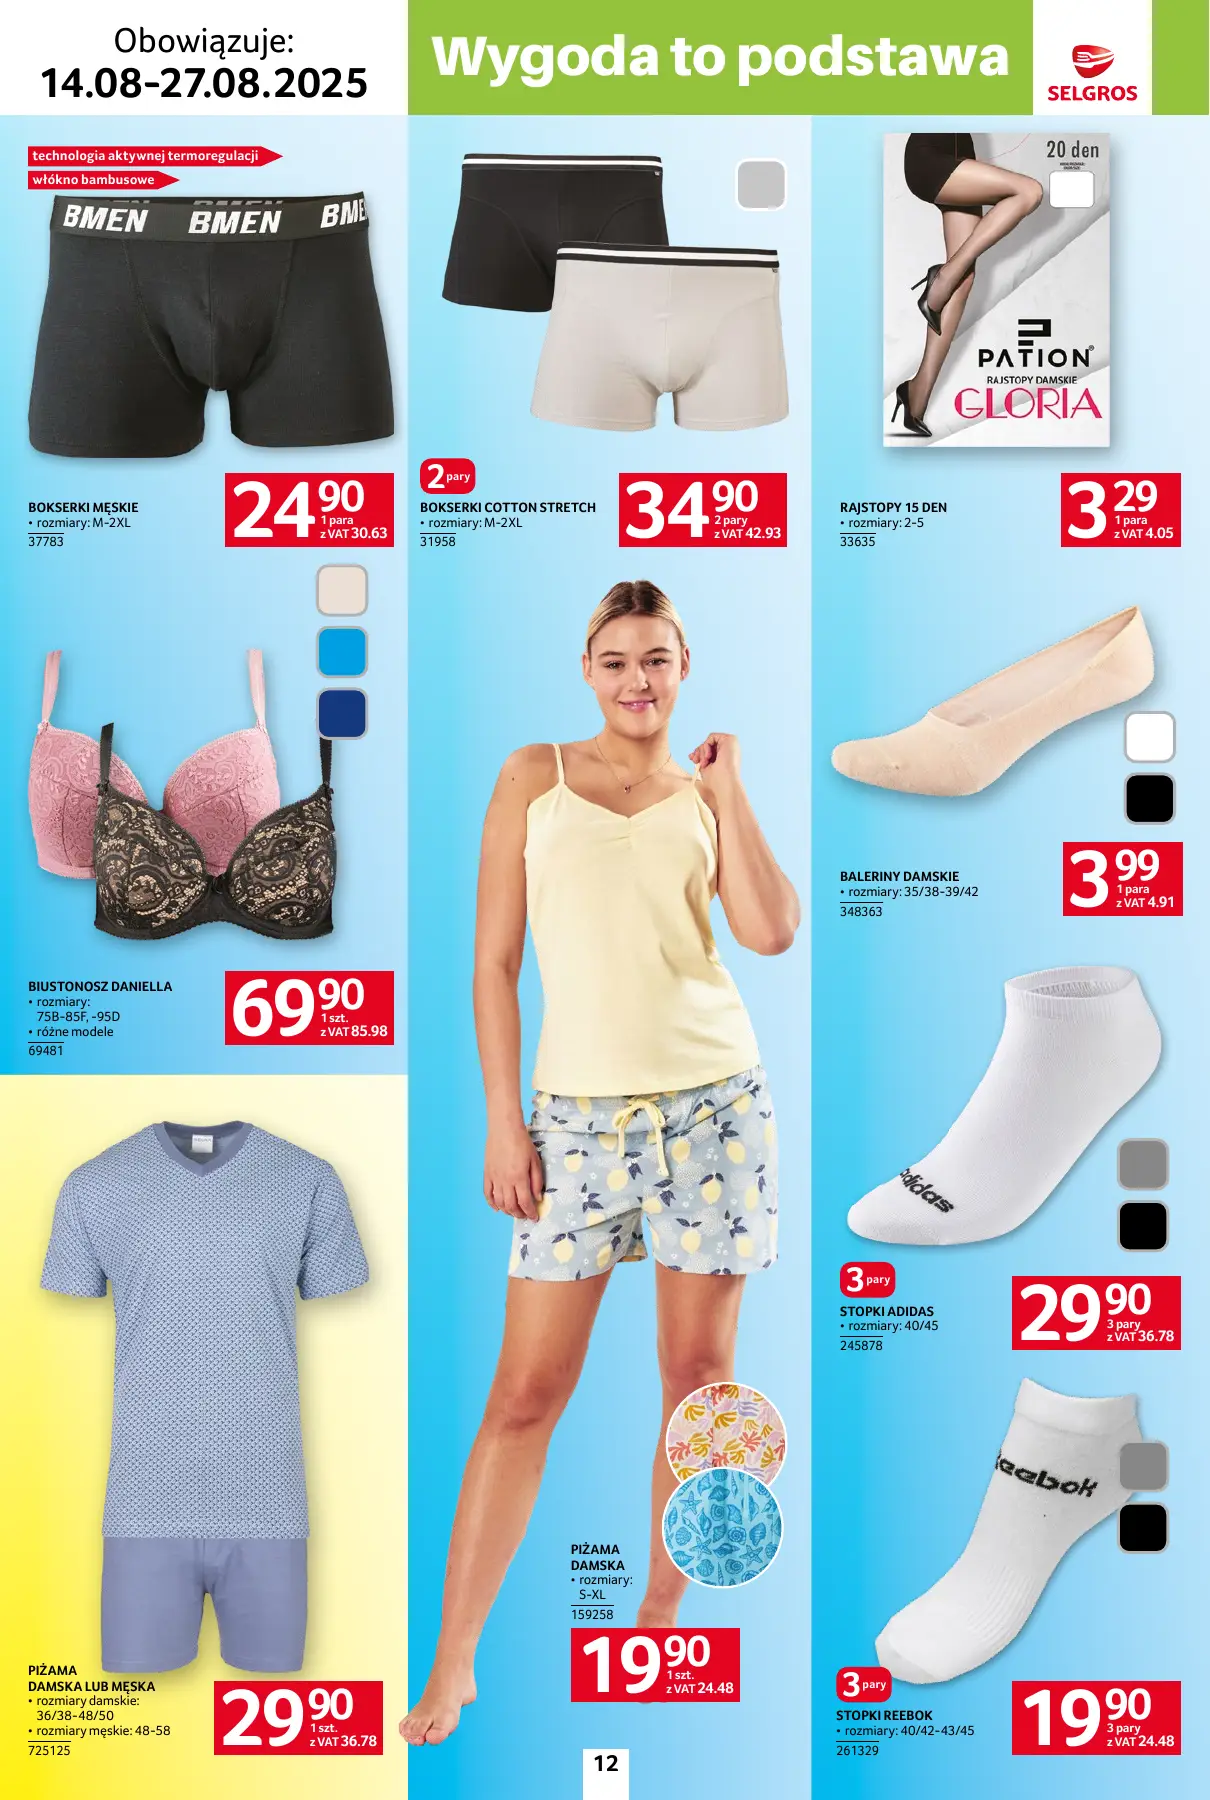 Obowiązuje:
14.08-27.08.2025
Wygoda to podstawa
SELGROS
technologia aktywnej termoregulacji
włókno bambusowe
BMEN BMEN BME
BOKSERKI MĘSKIE
• rozmiary: M-2XL
37783
24 90
1 para
z VAT 30.63
2 pary
BOKSERKI COTTON STRETCH
• rozmiary: M-2XL
31958
34 90
2 pary
z VAT 42.93
20 den
PATION®
RAJSTOPY DAMSKIE
GLORIA
RAJSTOPY 15 DEN
• rozmiary: 2-5
33635
3 29
1 para
z VAT 4.05
BIUSTONOSZ DANIELLA
• rozmiary:
75B-85F, -95D
• różne modele
69481
69 90
1 szt.
z VAT 85.98
BALERINY DAMSKIE
• rozmiary: 35/38-39/42
348363
3 99
1 para
z VAT 4.91
adidas
3 pary
STOPKI ADIDAS
• rozmiary: 40/45
245878
29 90
3 pary
z VAT 36.78
PIŻAMA
DAMSKA LUB MĘSKA
• rozmiary damskie:
36/38-48/50
• rozmiary męskie: 48-58
725125
29 90
1 szt.
z VAT 36.78
PIŻAMA
DAMSKA
• rozmiary:
S-XL
159258
19 90
1 szt.
z VAT 24.48
Reebok
3 pary
STOPKI REEBOK
• rozmiary: 40/42-43/45
261329
19 90
3 pary
z VAT 24.48
12